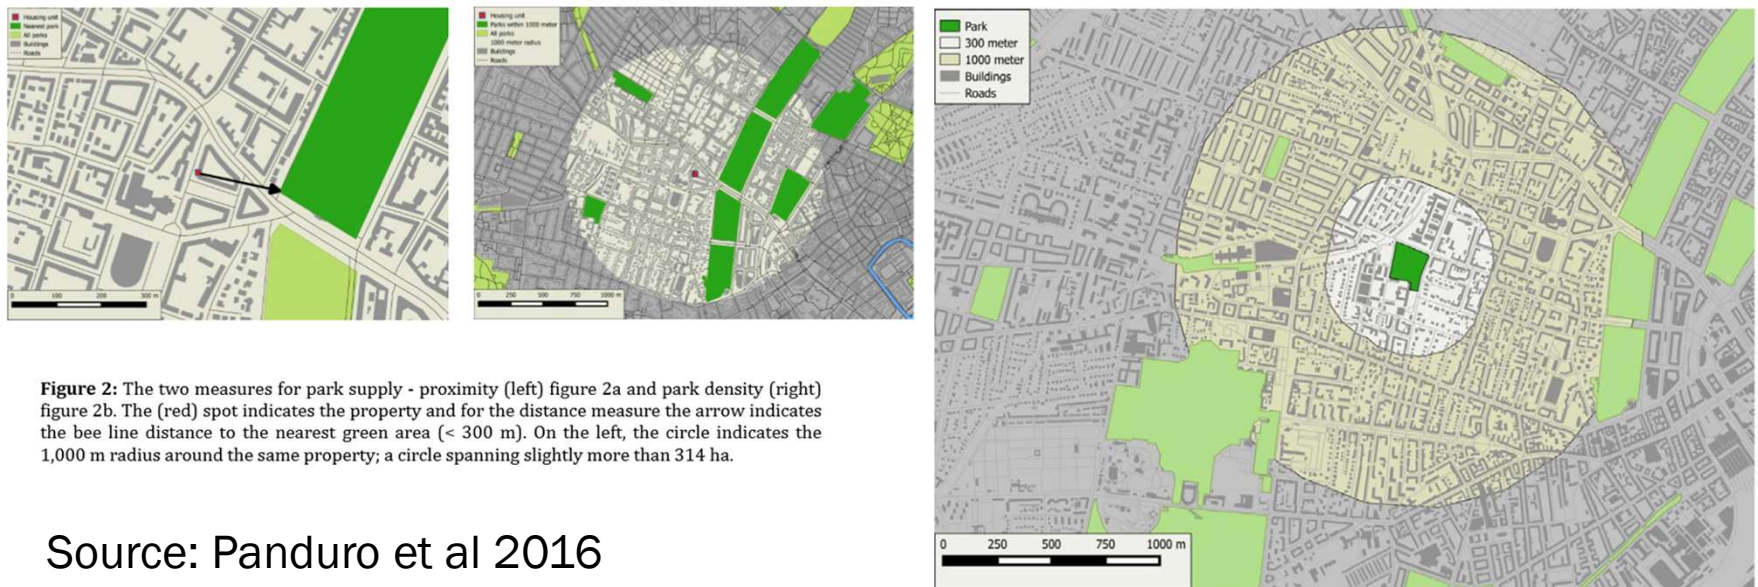 Housing unit
Nearest park
All parks
Buildings
Roads
0 100 200 300 m
Housing unit
Parks within 1000 meter
All parks
1000 meter radius
Buildings
Roads
0 250 500 750 1000 m
Park
300 meter
1000 meter
Buildings
Roads
0 250 500 750 1000 m
Figure 2: The two measures for park supply - proximity (left) figure 2a and park density (right)
figure 2b. The (red) spot indicates the property and for the distance measure the arrow indicates
the bee line distance to the nearest green area (< 300 m). On the left, the circle indicates the
1,000 m radius around the same property; a circle spanning slightly more than 314 ha.
Source: Panduro et al 2016